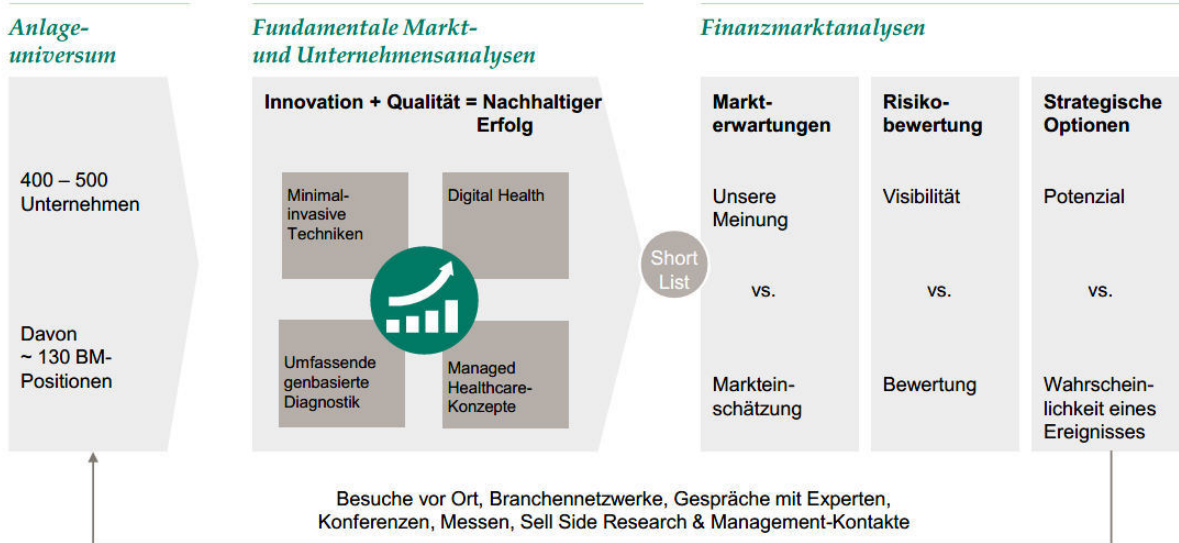 Anlage-
universum
400 – 500
Unternehmen
Davon
~ 130 BM-
Positionen
Fundamentale Markt-
und Unternehmensanalysen
Innovation + Qualität = Nachhaltiger
Erfolg
Minimal-
invasive
Techniken
Digital Health
Umfassende
genbasierte
Diagnostik
Managed
Healthcare-
Konzepte
Short
List
Finanzmarktanalysen
Markt-
erwartungen
Unsere
Meinung
vs.
Marktein-
schätzung
Risiko-
bewertung
Visibilität
vs.
Bewertung
Strategische
Optionen
Potenzial
vs.
Wahrschein-
lichkeit eines
Ereignisses
Besuche vor Ort, Branchennetzwerke, Gespräche mit Experten,
Konferenzen, Messen, Sell Side Research & Management-Kontakte